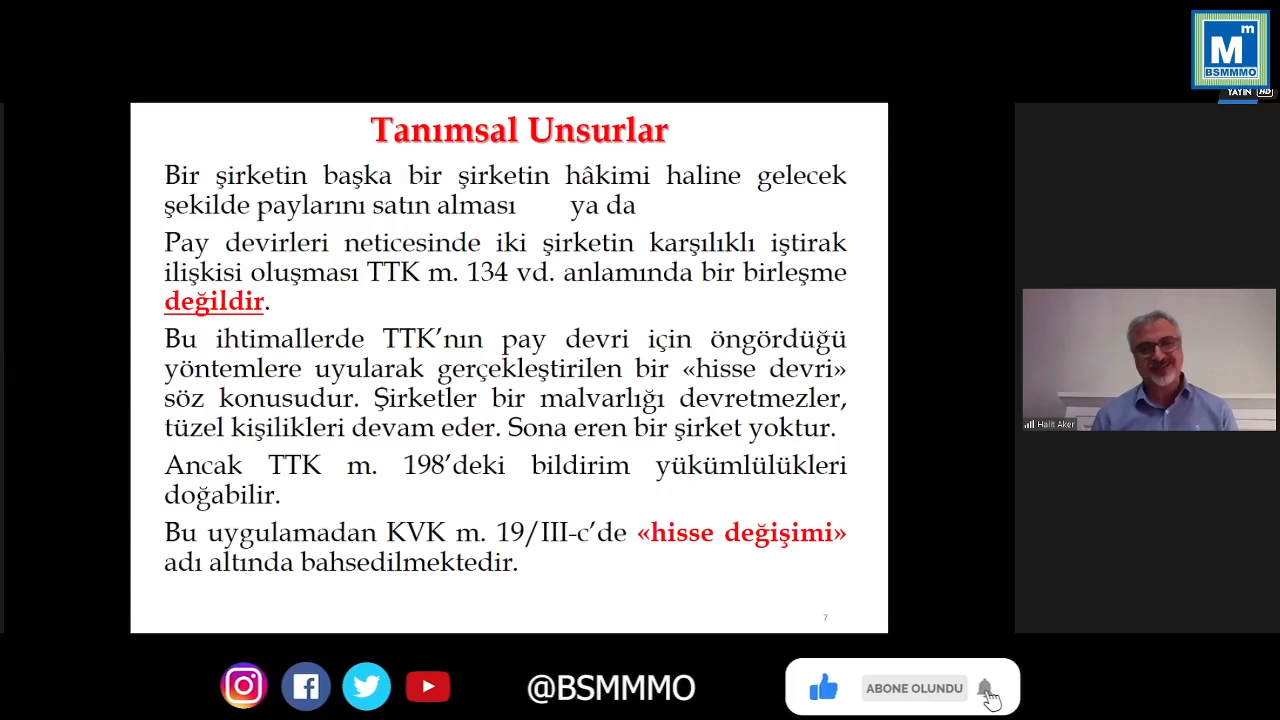 M m
BSMMMO
YAYIN HD
Tanımsal Unsurlar
Bir şirketin başka bir şirketin hâkimi haline gelecek
şekilde paylarını satın alması ya da
Pay devirleri neticesinde iki şirketin karşılıklı iştirak
ilişkisi oluşması TTK m. 134 vd. anlamında bir birleşme
değildir.
Bu ihtimallerde TTK’nın pay devri için öngördüğü
yöntemlere uyularak gerçekleştirilen bir «hisse devri»
söz konusudur. Şirketler bir malvarlığı devretmezler,
tüzel kişilikleri devam eder. Sona eren bir şirket yoktur.
Ancak TTK m. 198’deki bildirim yükümlülükleri
doğabilir.
Bu uygulamadan KVK m. 19/III-c’de «hisse değişimi»
adı altında bahsedilmektedir.
7
Halit Aker
@BSMMMO
ABONE OLUNDU